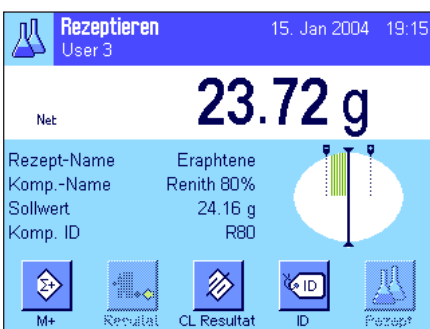 Rezeptieren 15. Jan 2004 19:15
User 3
Net 23.72 g
Rezept-Name Eraphtene
Komp.-Name Renith 80%
Sollwert 24.16 g
Komp. ID R80
Σ+ ID
M+ Resultat CL Resultat ID Rezept